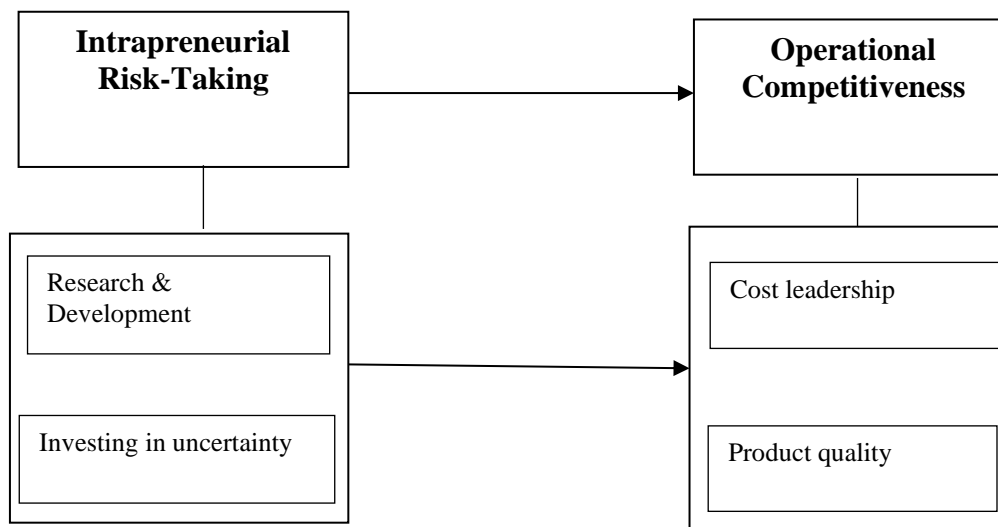 Intrapreneurial
Risk-Taking
Operational
Competitiveness
Research &
Development
Investing in uncertainty
Cost leadership
Product quality